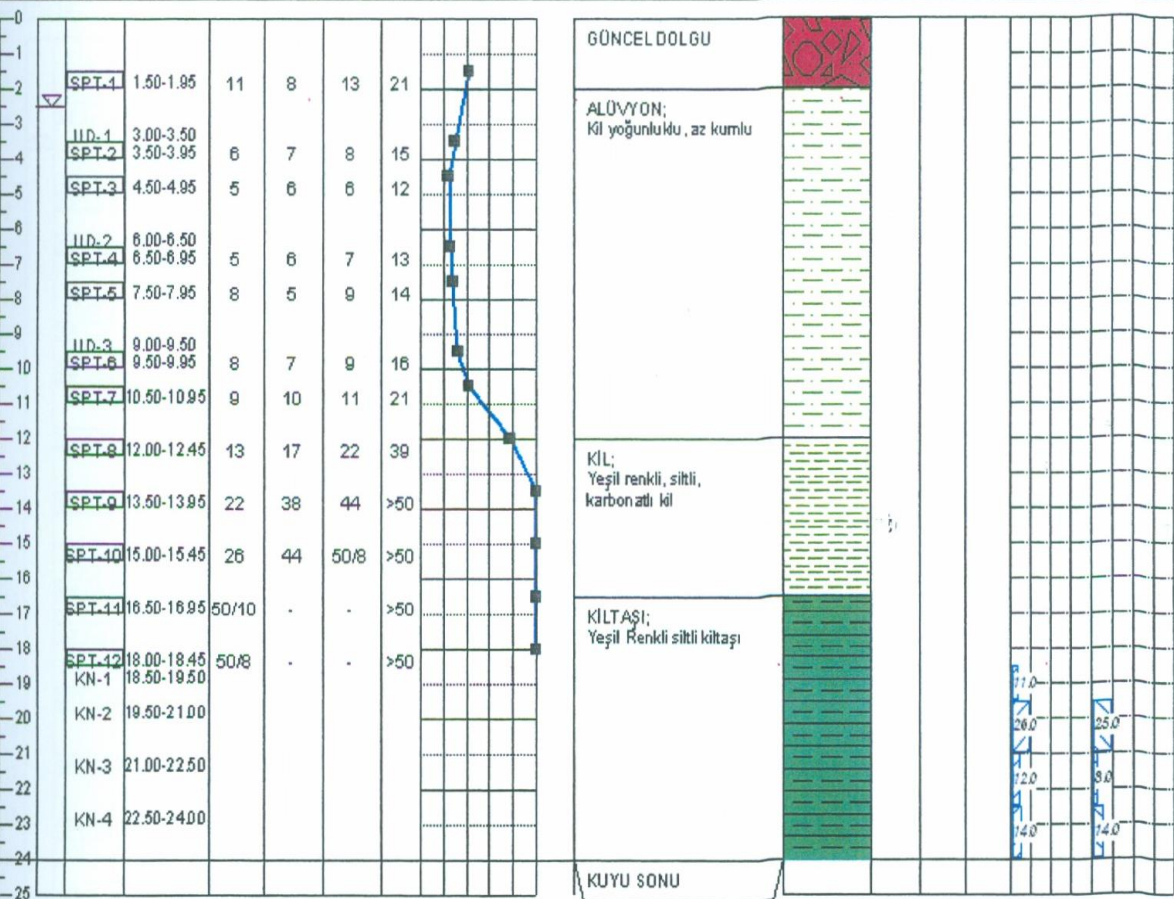 0
GÜNCEL DOLGU
1
2
SPT-1 1.50-1.95 11 8 13 21
ALÜVYON;
Kil yoğunluklu, az kumlu
3
UD-1 3.00-3.50
4
SPT-2 3.50-3.95 6 7 8 15
5
SPT-3 4.50-4.95 5 6 6 12
6
UD-2 6.00-6.50
7
SPT-4 6.50-6.95 5 6 7 13
8
SPT-5 7.50-7.95 8 5 9 14
9
UD-3 9.00-9.50
10
SPT-6 9.50-9.95 8 7 9 16
11
SPT-7 10.50-10.95 9 10 11 21
12
SPT-8 12.00-12.45 13 17 22 39
KİL;
Yeşil renkli, siltli,
karbonatlı kil
13
14
SPT-9 13.50-13.95 22 38 44 >50
15
SPT-10 15.00-15.45 26 44 50/8 >50
16
17
SPT-11 16.50-16.95 50/10 - - >50
KİLTAŞI;
Yeşil Renkli siltli kiltaşı
18
SPT-12 18.00-18.45 50/8 - - >50
19
KN-1 18.50-19.50 11.0
20
KN-2 19.50-21.00 26.0 25.0
21
KN-3 21.00-22.50 12.0 8.0
22
23
KN-4 22.50-24.00 14.0 14.0
24
KUYU SONU
25